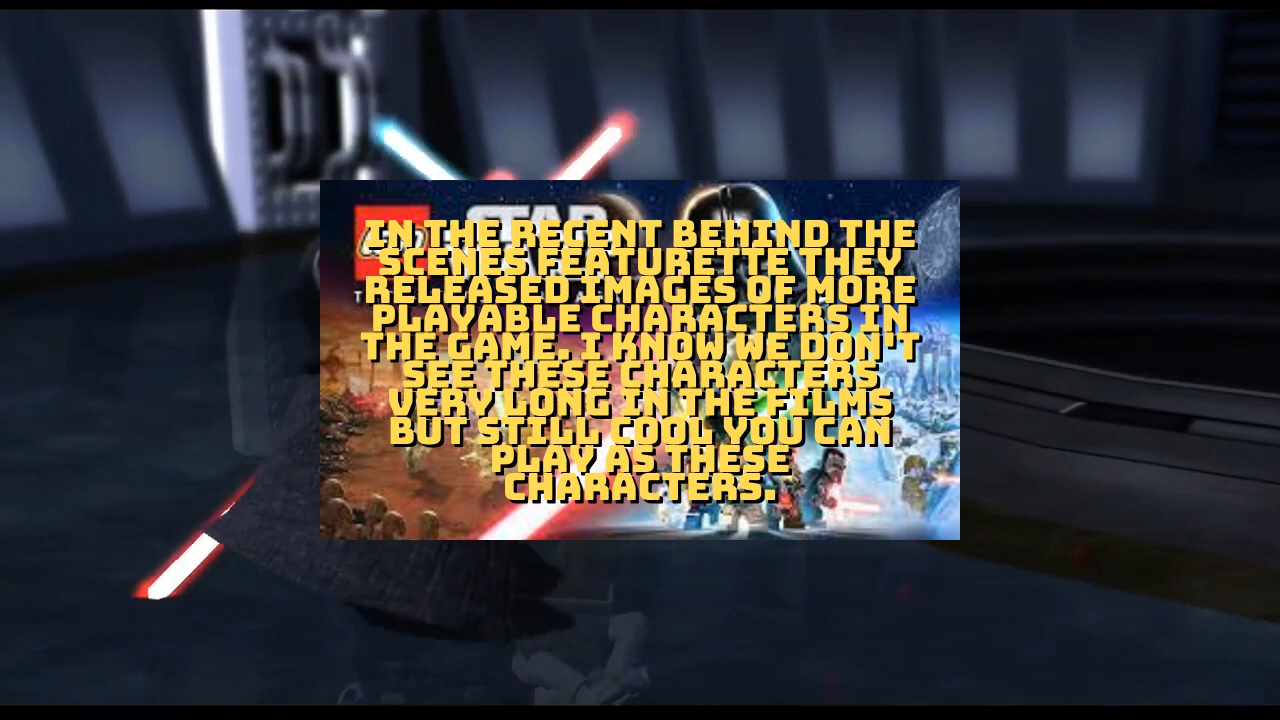 IN THE RECENT BEHIND THE
SCENES FEATURETTE THEY
RELEASED IMAGES OF MORE
PLAYABLE CHARACTERS IN
THE GAME. I KNOW WE DON'T
SEE THESE CHARACTERS
VERY LONG IN THE FILMS
BUT STILL COOL YOU CAN
PLAY AS THESE
CHARACTERS.
STAR